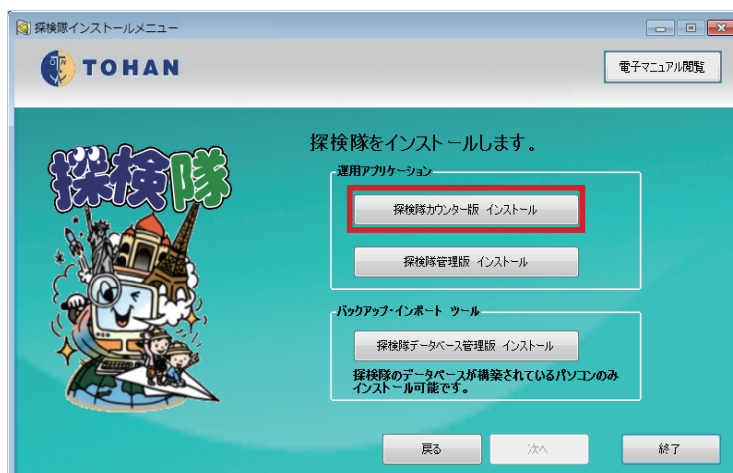 探検隊インストールメニュー
TOHAN
電子マニュアル閲覧
探検隊
探検隊をインストールします。
運用アプリケーション
探検隊カウンター版 インストール
探検隊管理版 インストール
バックアップ・インポート ツール
探検隊データベース管理版 インストール
探検隊のデータベースが構築されているパソコンのみ
インストール可能です。
戻る
次へ
終了